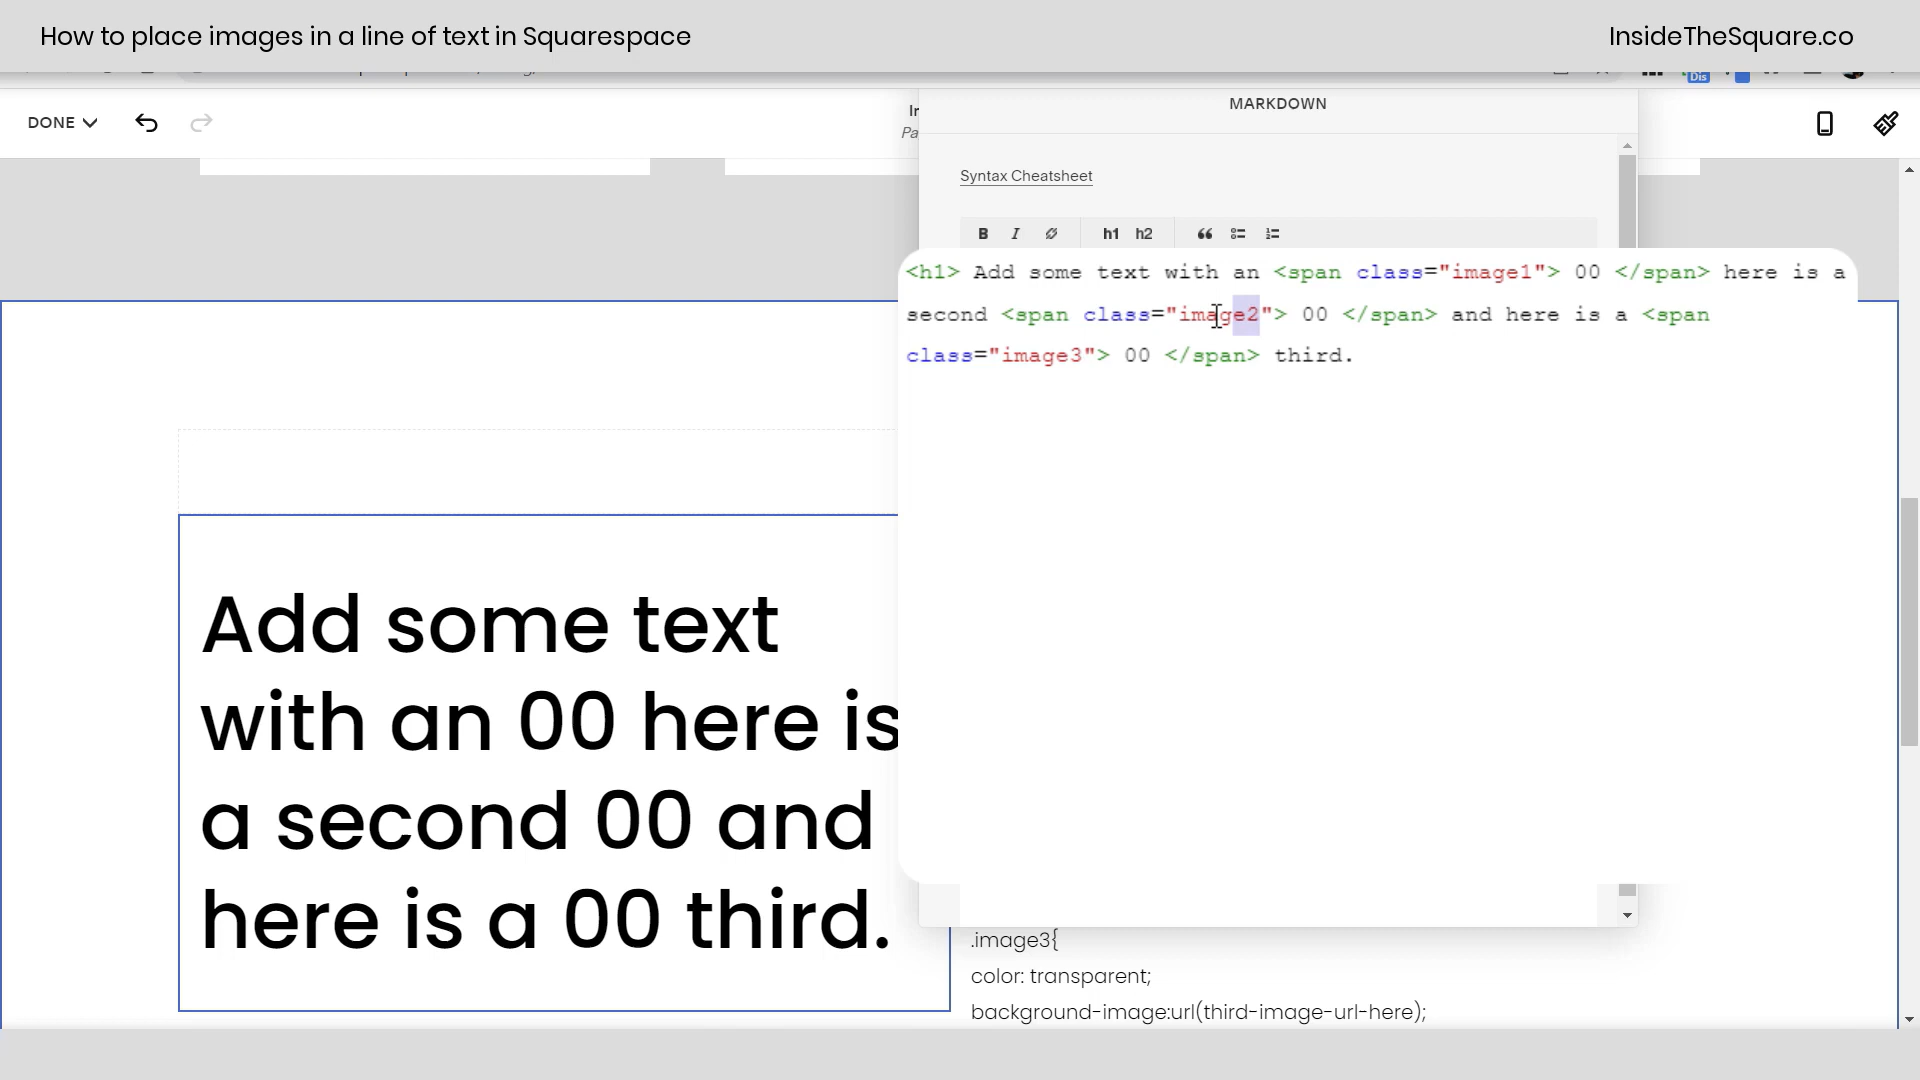 How to place images in a line of text in Squarespace
InsideTheSquare.co
Dis
DONE
MARKDOWN
Syntax Cheatsheet
B I h1 h2
<h1> Add some text with an <span class="image1"> 00 </span> here is a
second <span class="image2"> 00 </span> and here is a <span
class="image3"> 00 </span> third.
Add some text
with an 00 here is
a second 00 and
here is a 00 third.
.image3{
color: transparent;
background-image:url(third-image-url-here);